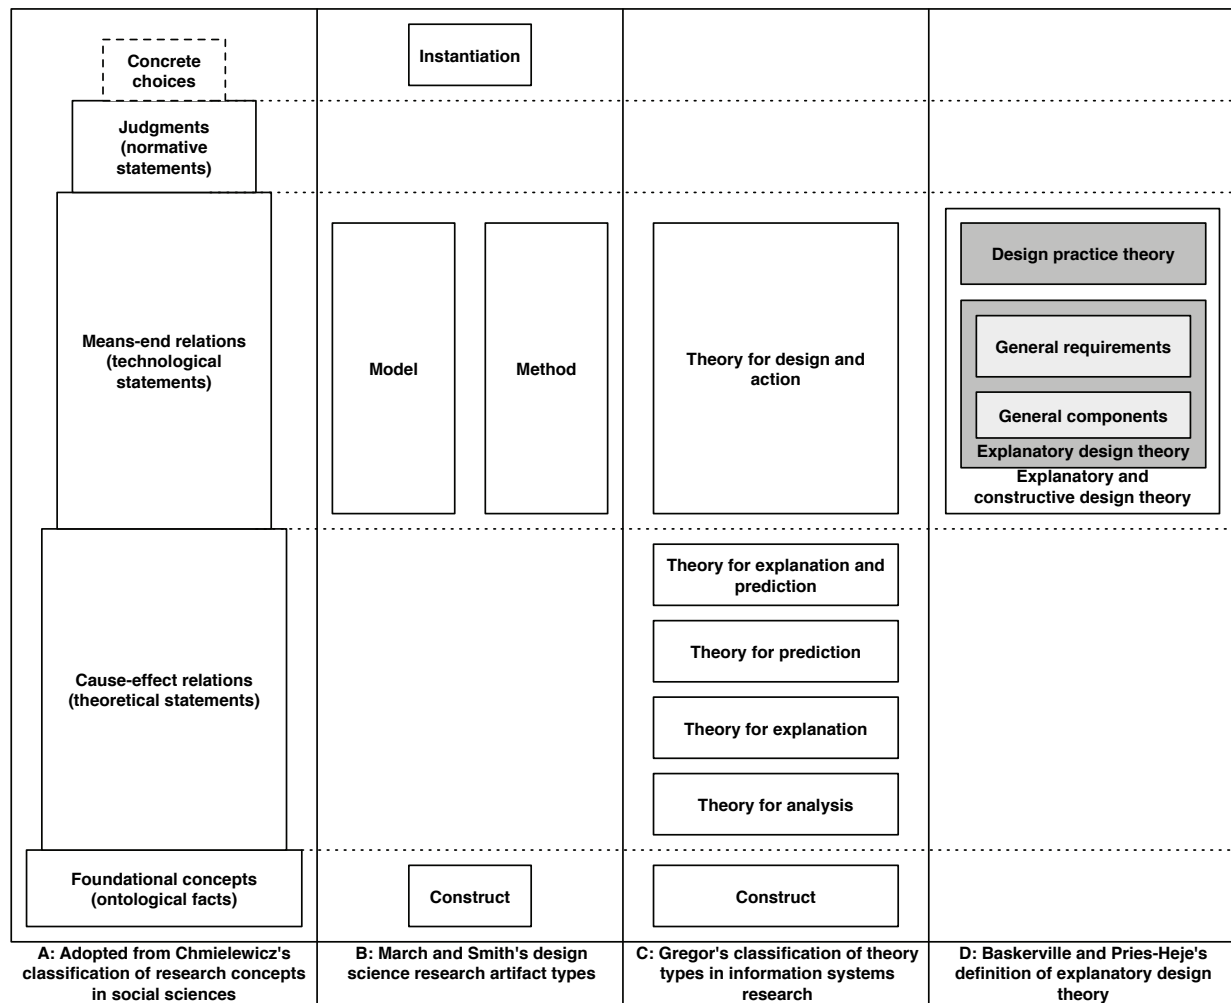 Concrete
choices
Judgments
(normative
statements)
Means-end relations
(technological
statements)
Cause-effect relations
(theoretical statements)
Foundational concepts
(ontological facts)
A: Adopted from Chmielewicz's
classification of research concepts
in social sciences
Instantiation
Model
Method
Construct
B: March and Smith's design
science research artifact types
Theory for design and
action
Theory for explanation and
prediction
Theory for prediction
Theory for explanation
Theory for analysis
Construct
C: Gregor's classification of theory
types in information systems
research
Design practice theory
General requirements
General components
Explanatory design theory
Explanatory and
constructive design theory
D: Baskerville and Pries-Heje's
definition of explanatory design
theory